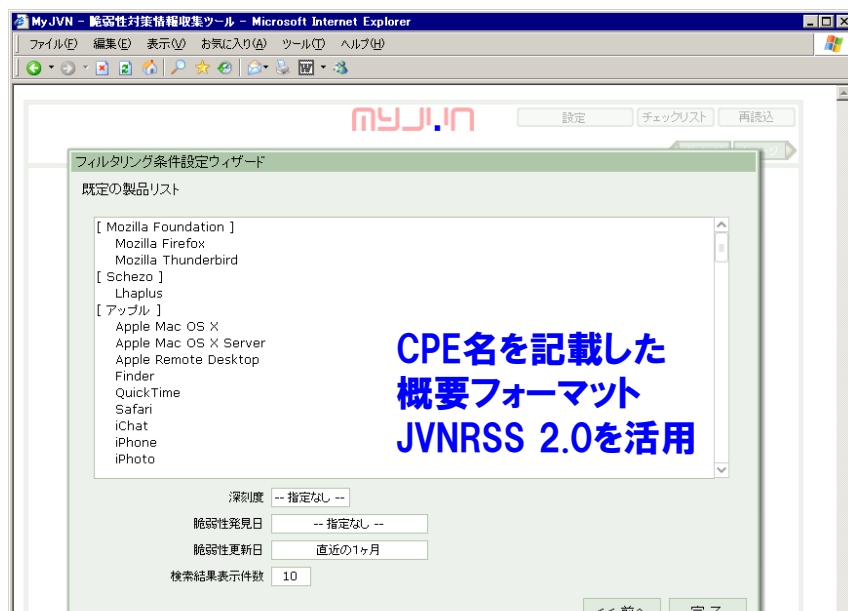 MyJVN - 脆弱性対策情報収集ツール - Microsoft Internet Explorer
ファイル(F) 編集(E) 表示(V) お気に入り(A) ツール(T) ヘルプ(H)
MyJVN
設定 チェックリスト 再読込
フィルタリング条件設定ウィザード
既定の製品リスト
[ Mozilla Foundation ]
Mozilla Firefox
Mozilla Thunderbird
[ Schezo ]
Lhaplus
[ アップル ]
Apple Mac OS X
Apple Mac OS X Server
Apple Remote Desktop
Finder
QuickTime
Safari
iChat
iPhone
iPhoto
CPE名を記載した
概要フォーマット
JVNRSS 2.0を活用
深刻度 -- 指定なし --
脆弱性発見日 -- 指定なし --
脆弱性更新日 直近の1ヶ月
検索結果表示件数 10
<< 前へ 完 了